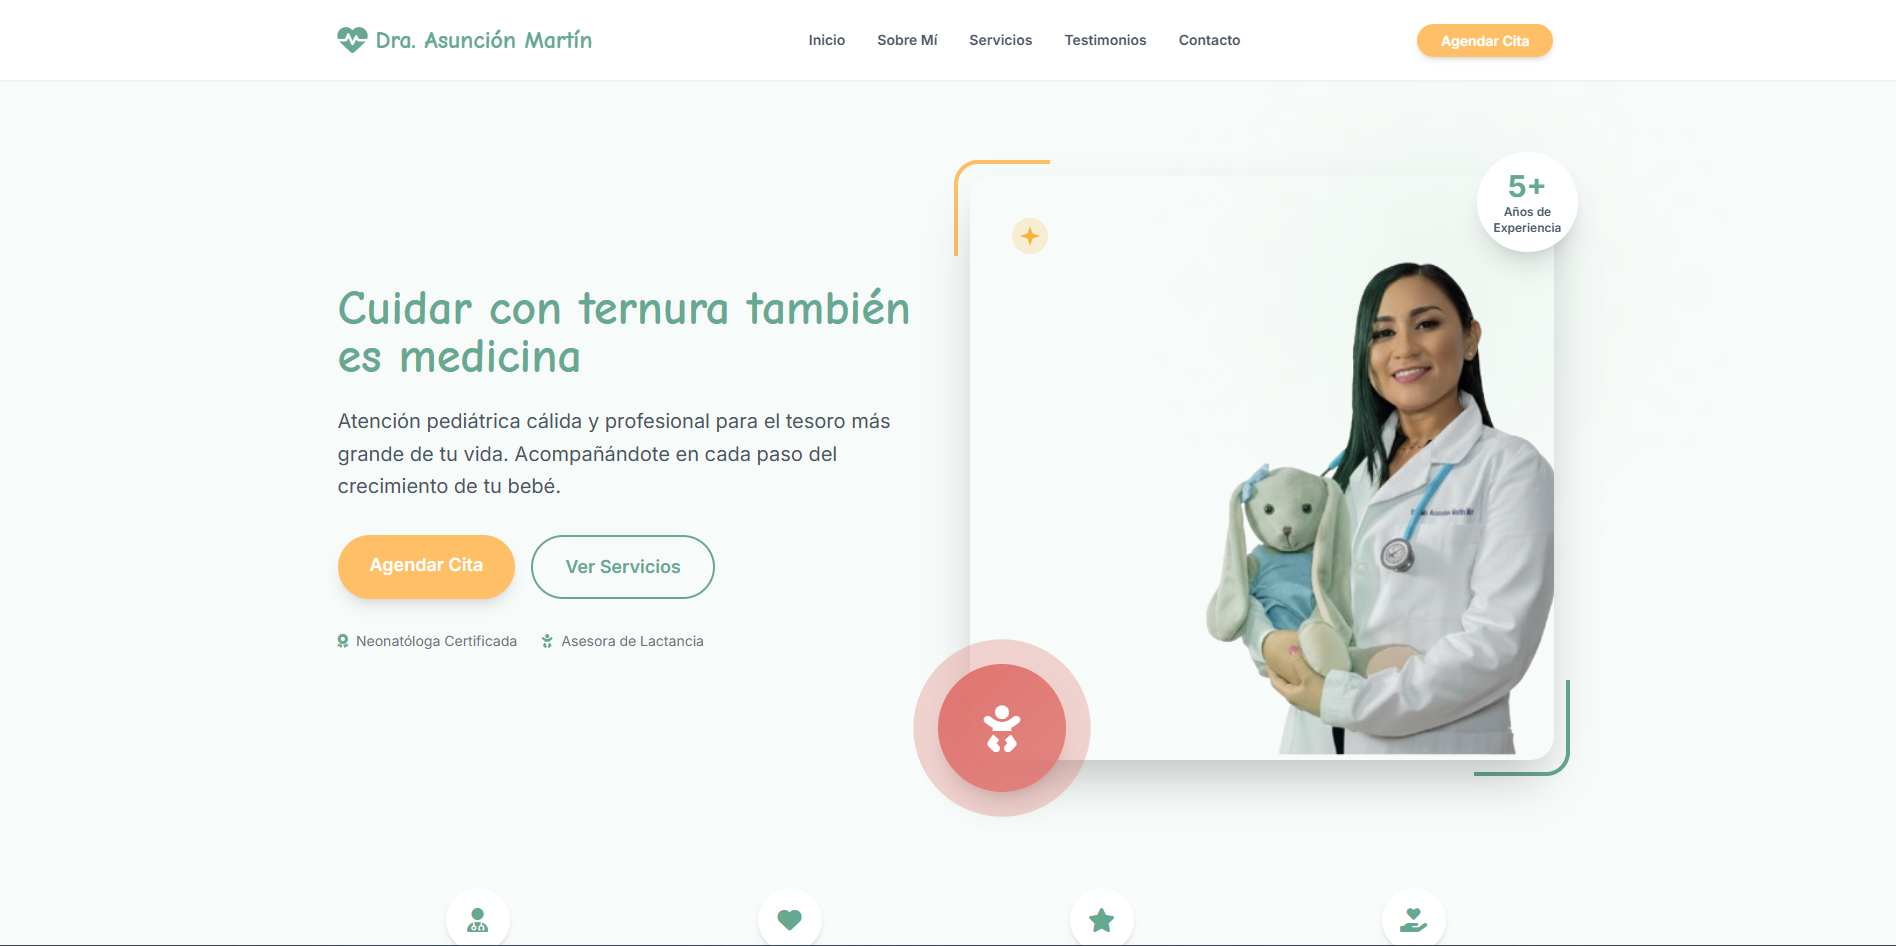 Dra. Asunción Martín
Inicio
Sobre Mí
Servicios
Testimonios
Contacto
Agendar Cita
5+
Años de
Experiencia
Cuidar con ternura también
es medicina
Atención pediátrica cálida y profesional para el tesoro más
grande de tu vida. Acompañándote en cada paso del
crecimiento de tu bebé.
Agendar Cita
Ver Servicios
Neonatóloga Certificada
Asesora de Lactancia